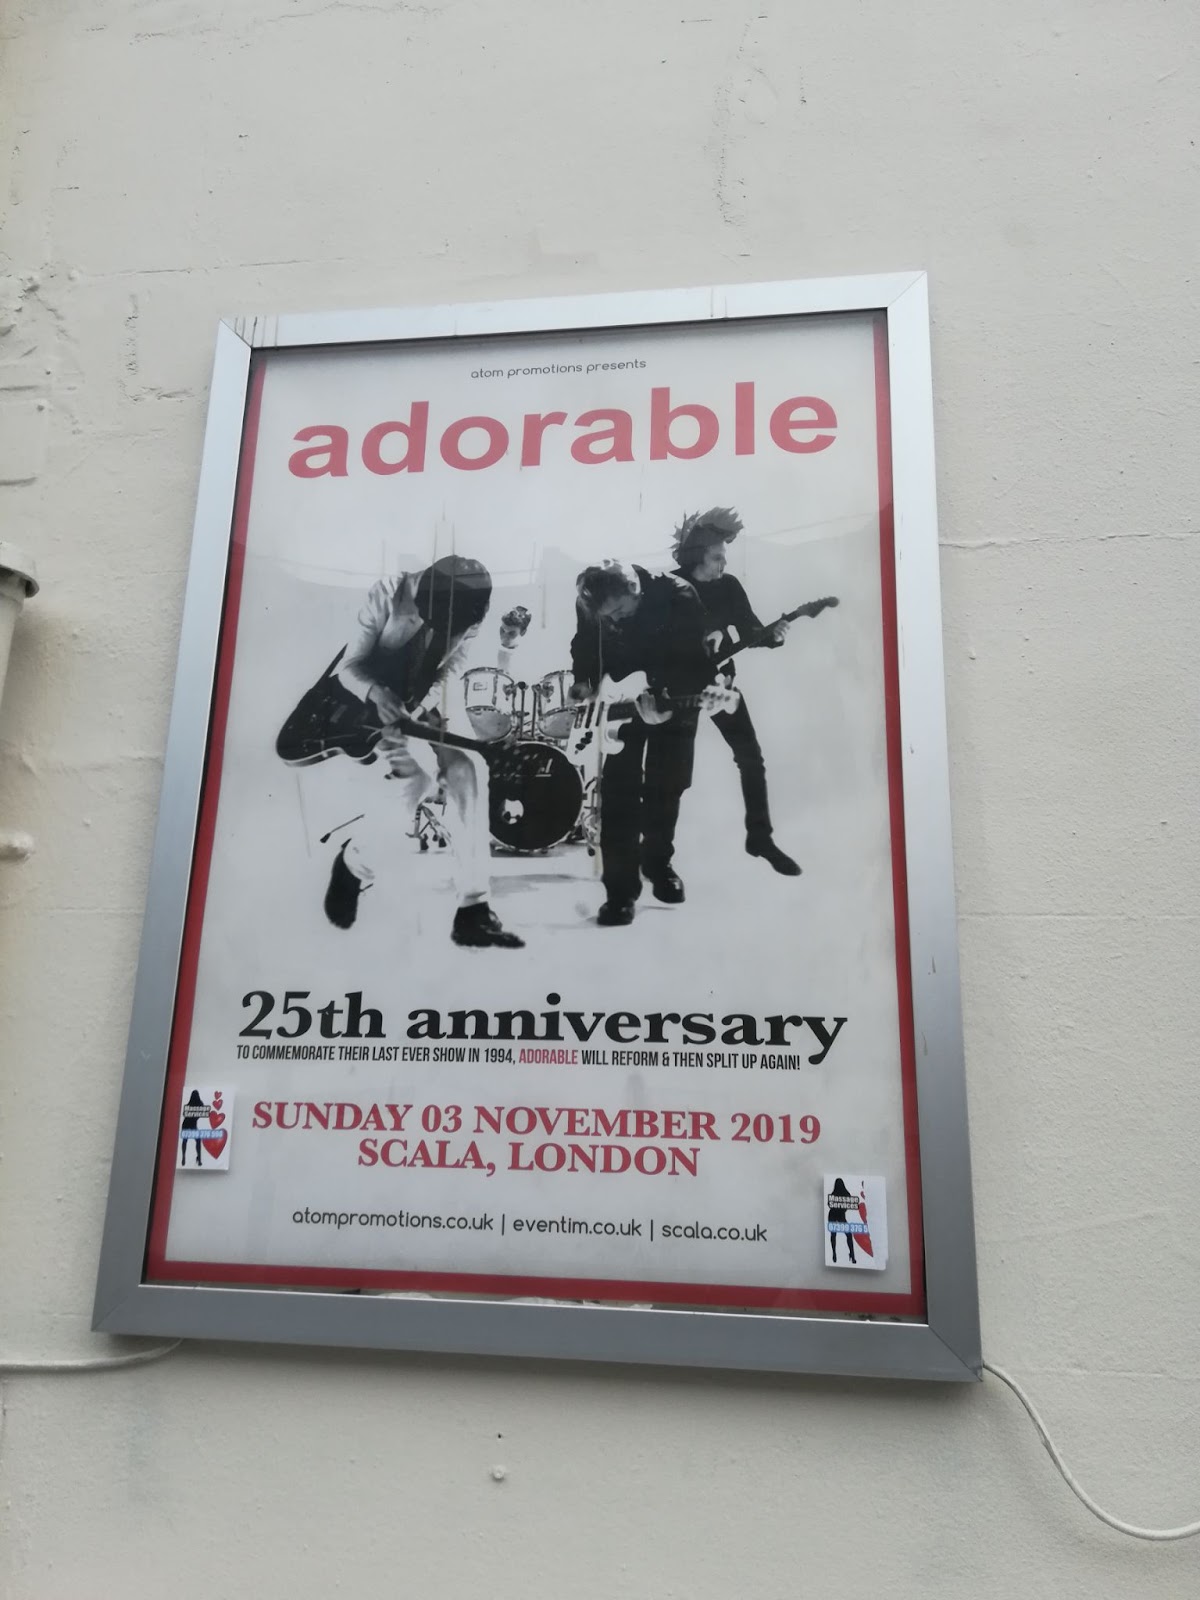 atom promotions presents
adorable
25th anniversary
TO COMMEMORATE THEIR LAST EVER SHOW IN 1994, ADORABLE WILL REFORM & THEN SPLIT UP AGAIN!
SUNDAY 03 NOVEMBER 2019
SCALA, LONDON
atompromotions.co.uk | eventim.co.uk | scala.co.uk
Massage
Services
Massage
Services